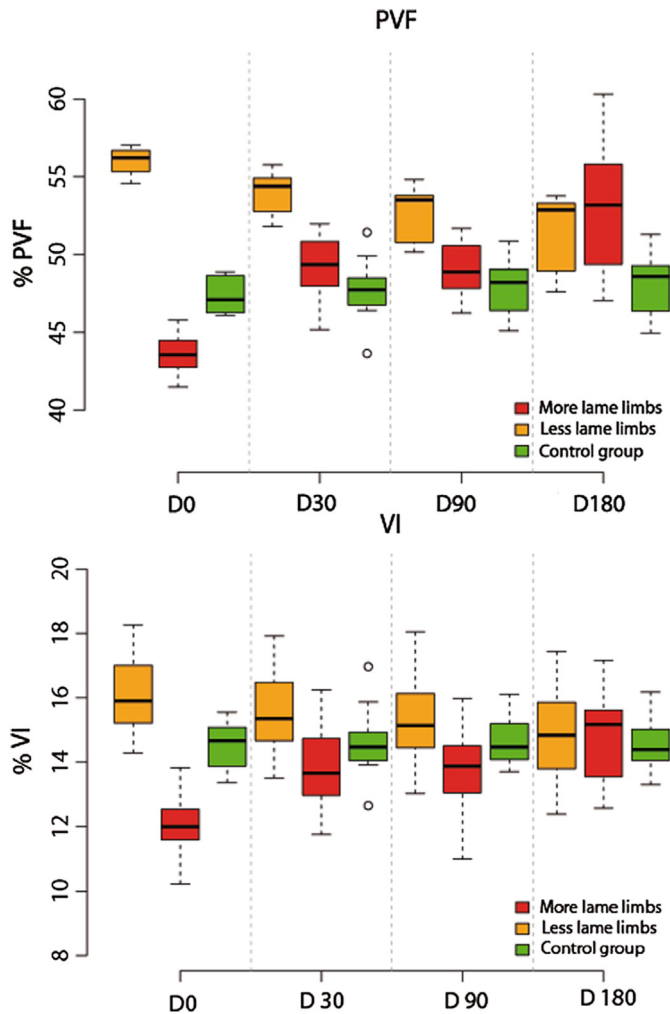 PVF
% PVF
60
55
50
45
40
More lame limbs
Less lame limbs
Control group
D0
D30
D90
D180
VI
% VI
20
18
16
14
12
10
8
More lame limbs
Less lame limbs
Control group
D0
D 30
D 90
D 180